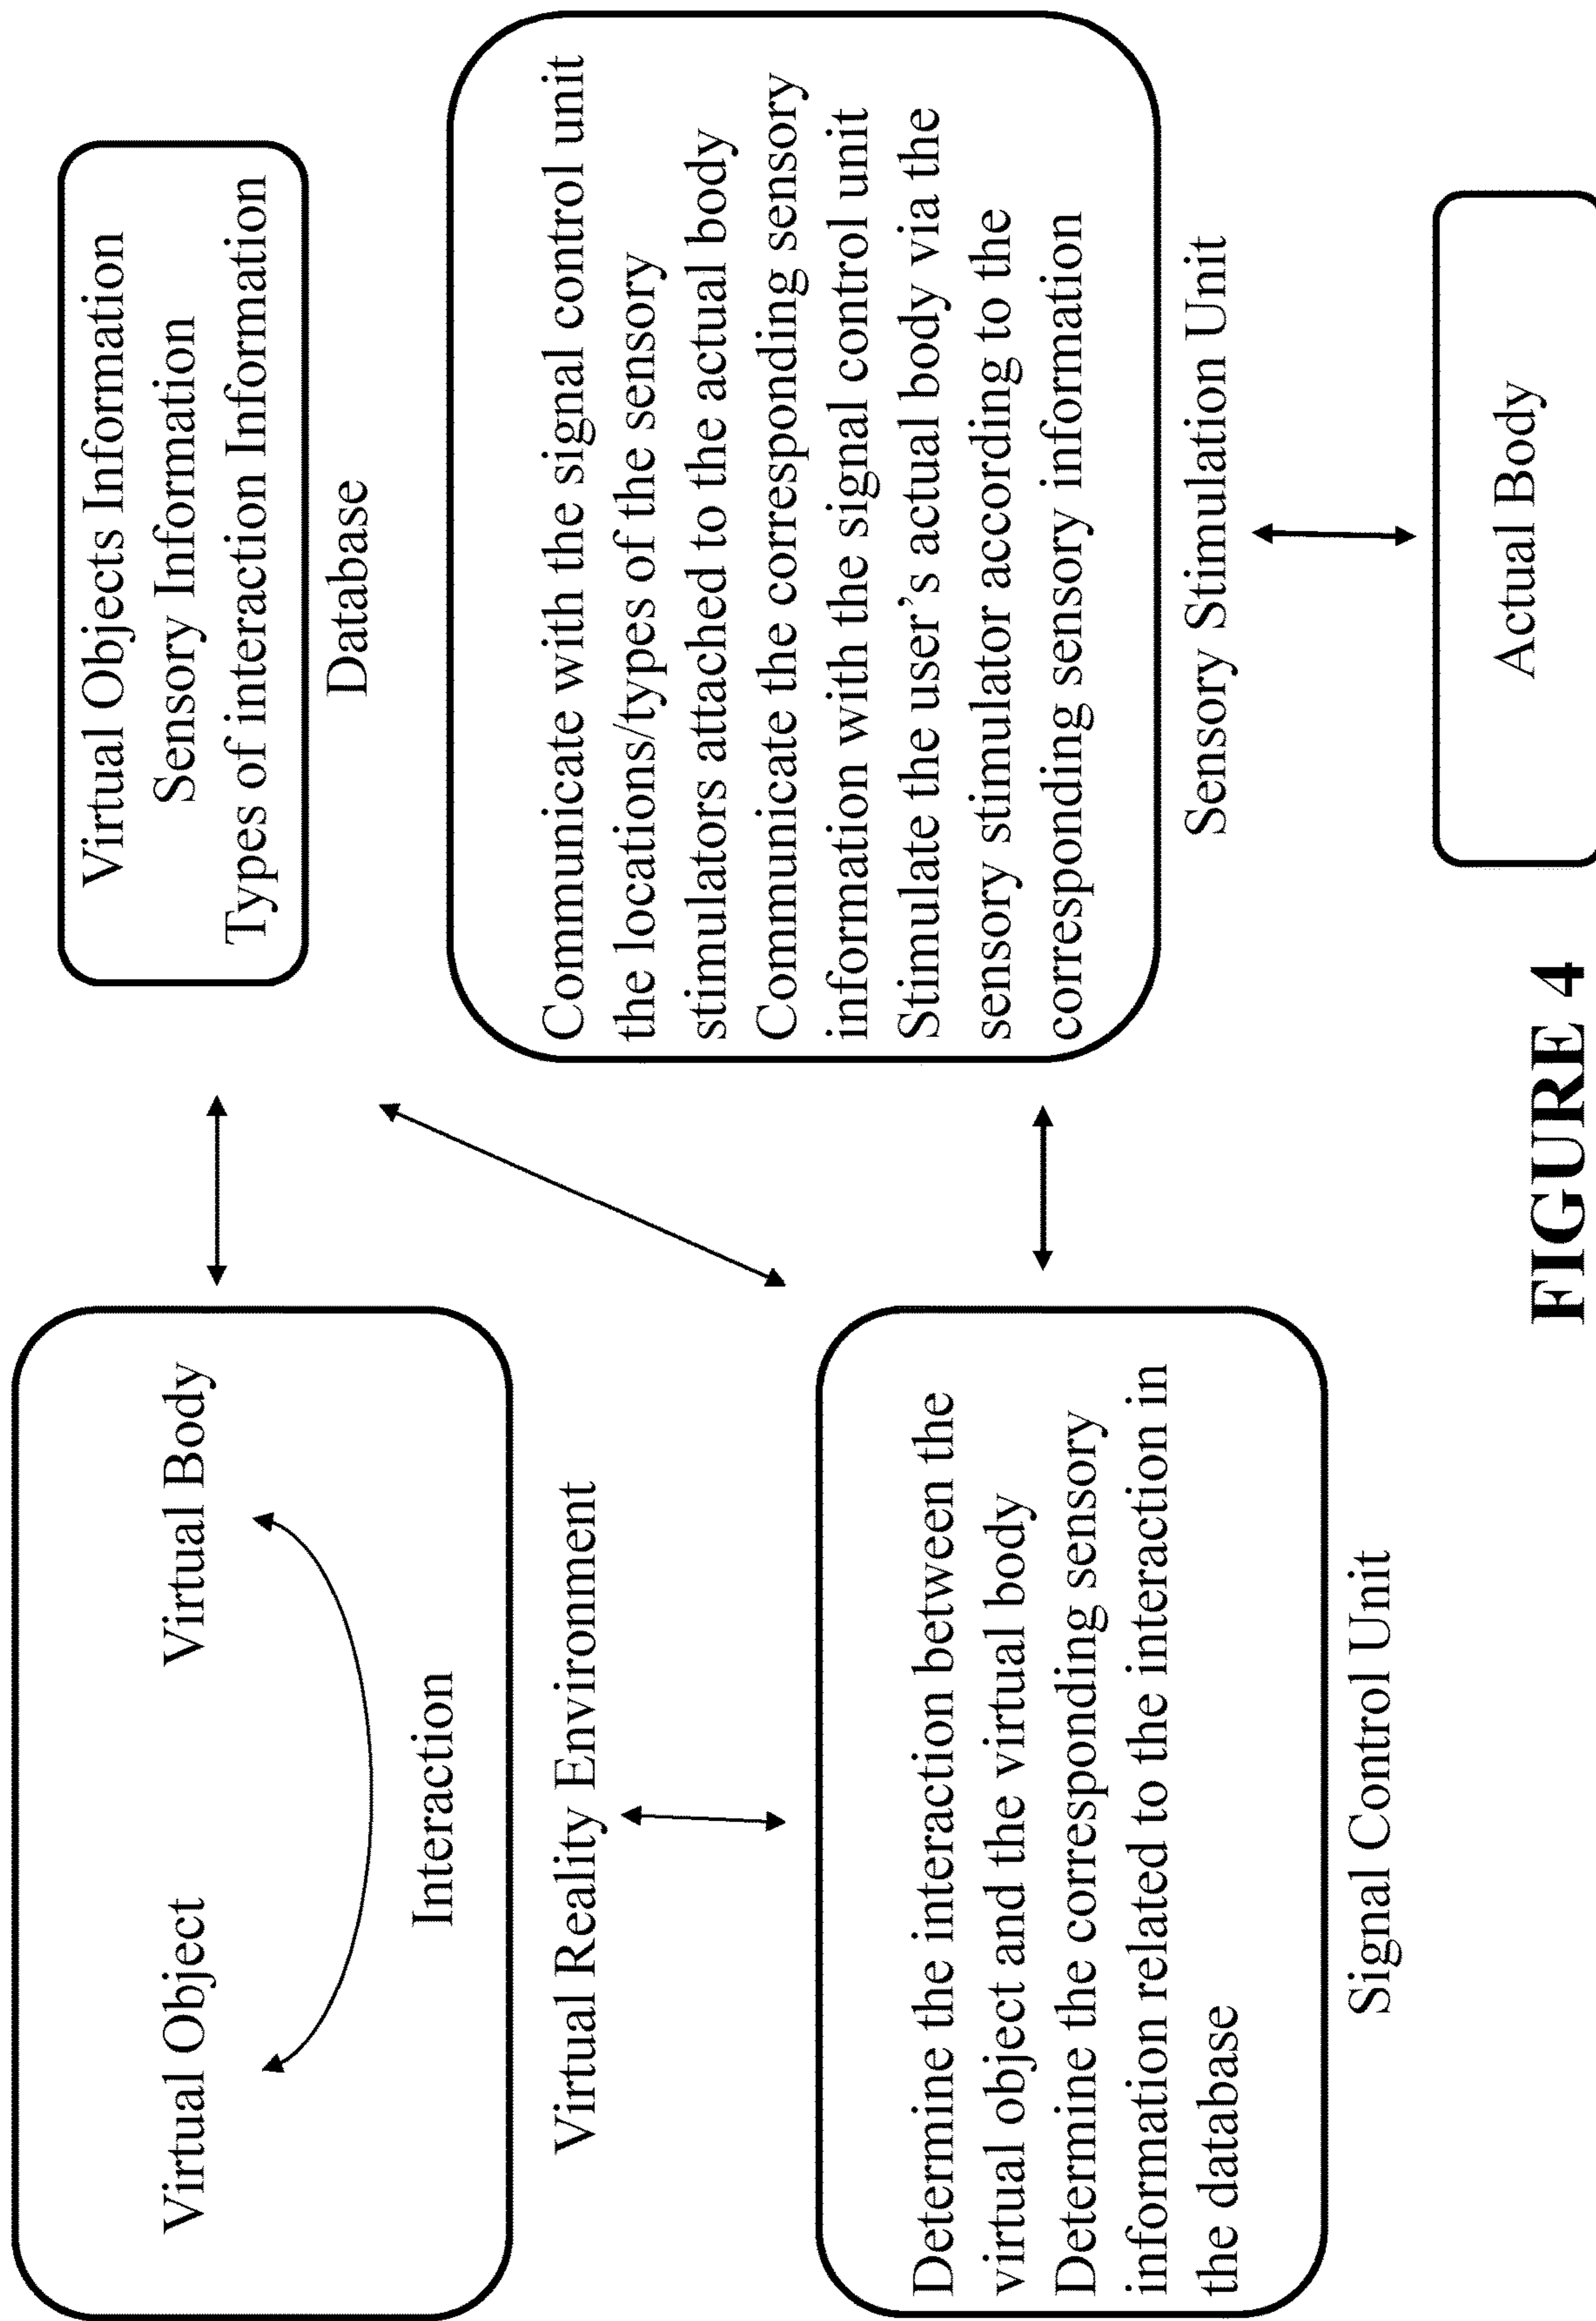 Virtual Object
Virtual Body
Interaction
Virtual Reality Environment
Virtual Objects Information
Sensory Information
Types of interaction Information
Database
Determine the interaction between the
virtual object and the virtual body
Determine the corresponding sensory
information related to the interaction in
the database
Signal Control Unit
Communicate with the signal control unit
the locations/types of the sensory
stimulators attached to the actual body
Communicate the corresponding sensory
information with the signal control unit
Stimulate the user’s actual body via the
sensory stimulator according to the
corresponding sensory information
Sensory Stimulation Unit
Actual Body
FIGURE 4